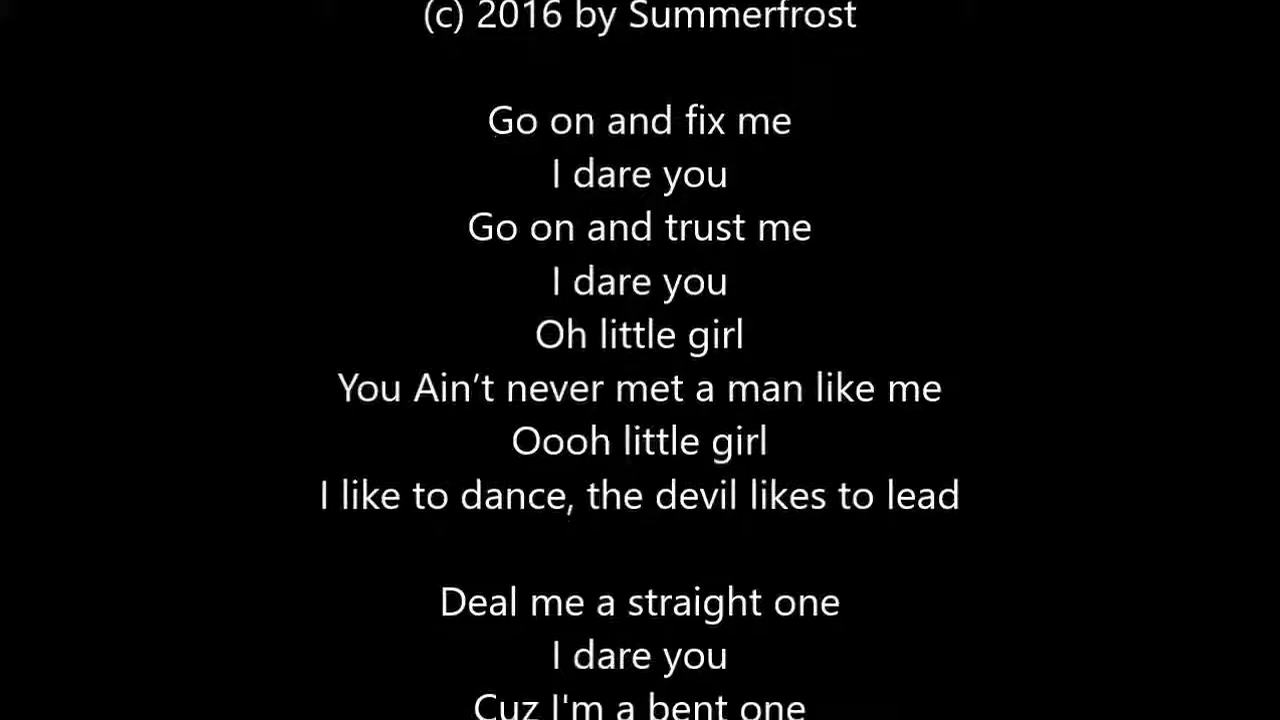 (c) 2016 by Summerfrost
Go on and fix me
I dare you
Go on and trust me
I dare you
Oh little girl
You Ain’t never met a man like me
Oooh little girl
I like to dance, the devil likes to lead
Deal me a straight one
I dare you
Cuz I'm a bent one